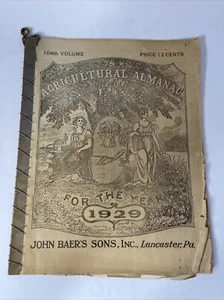 104th VOLUME PRICE 12 CENTS
AGRICULTURAL ALMANAC
FOR THE YEAR
1929
JOHN BAER'S SONS, INC., Lancaster, Pa.